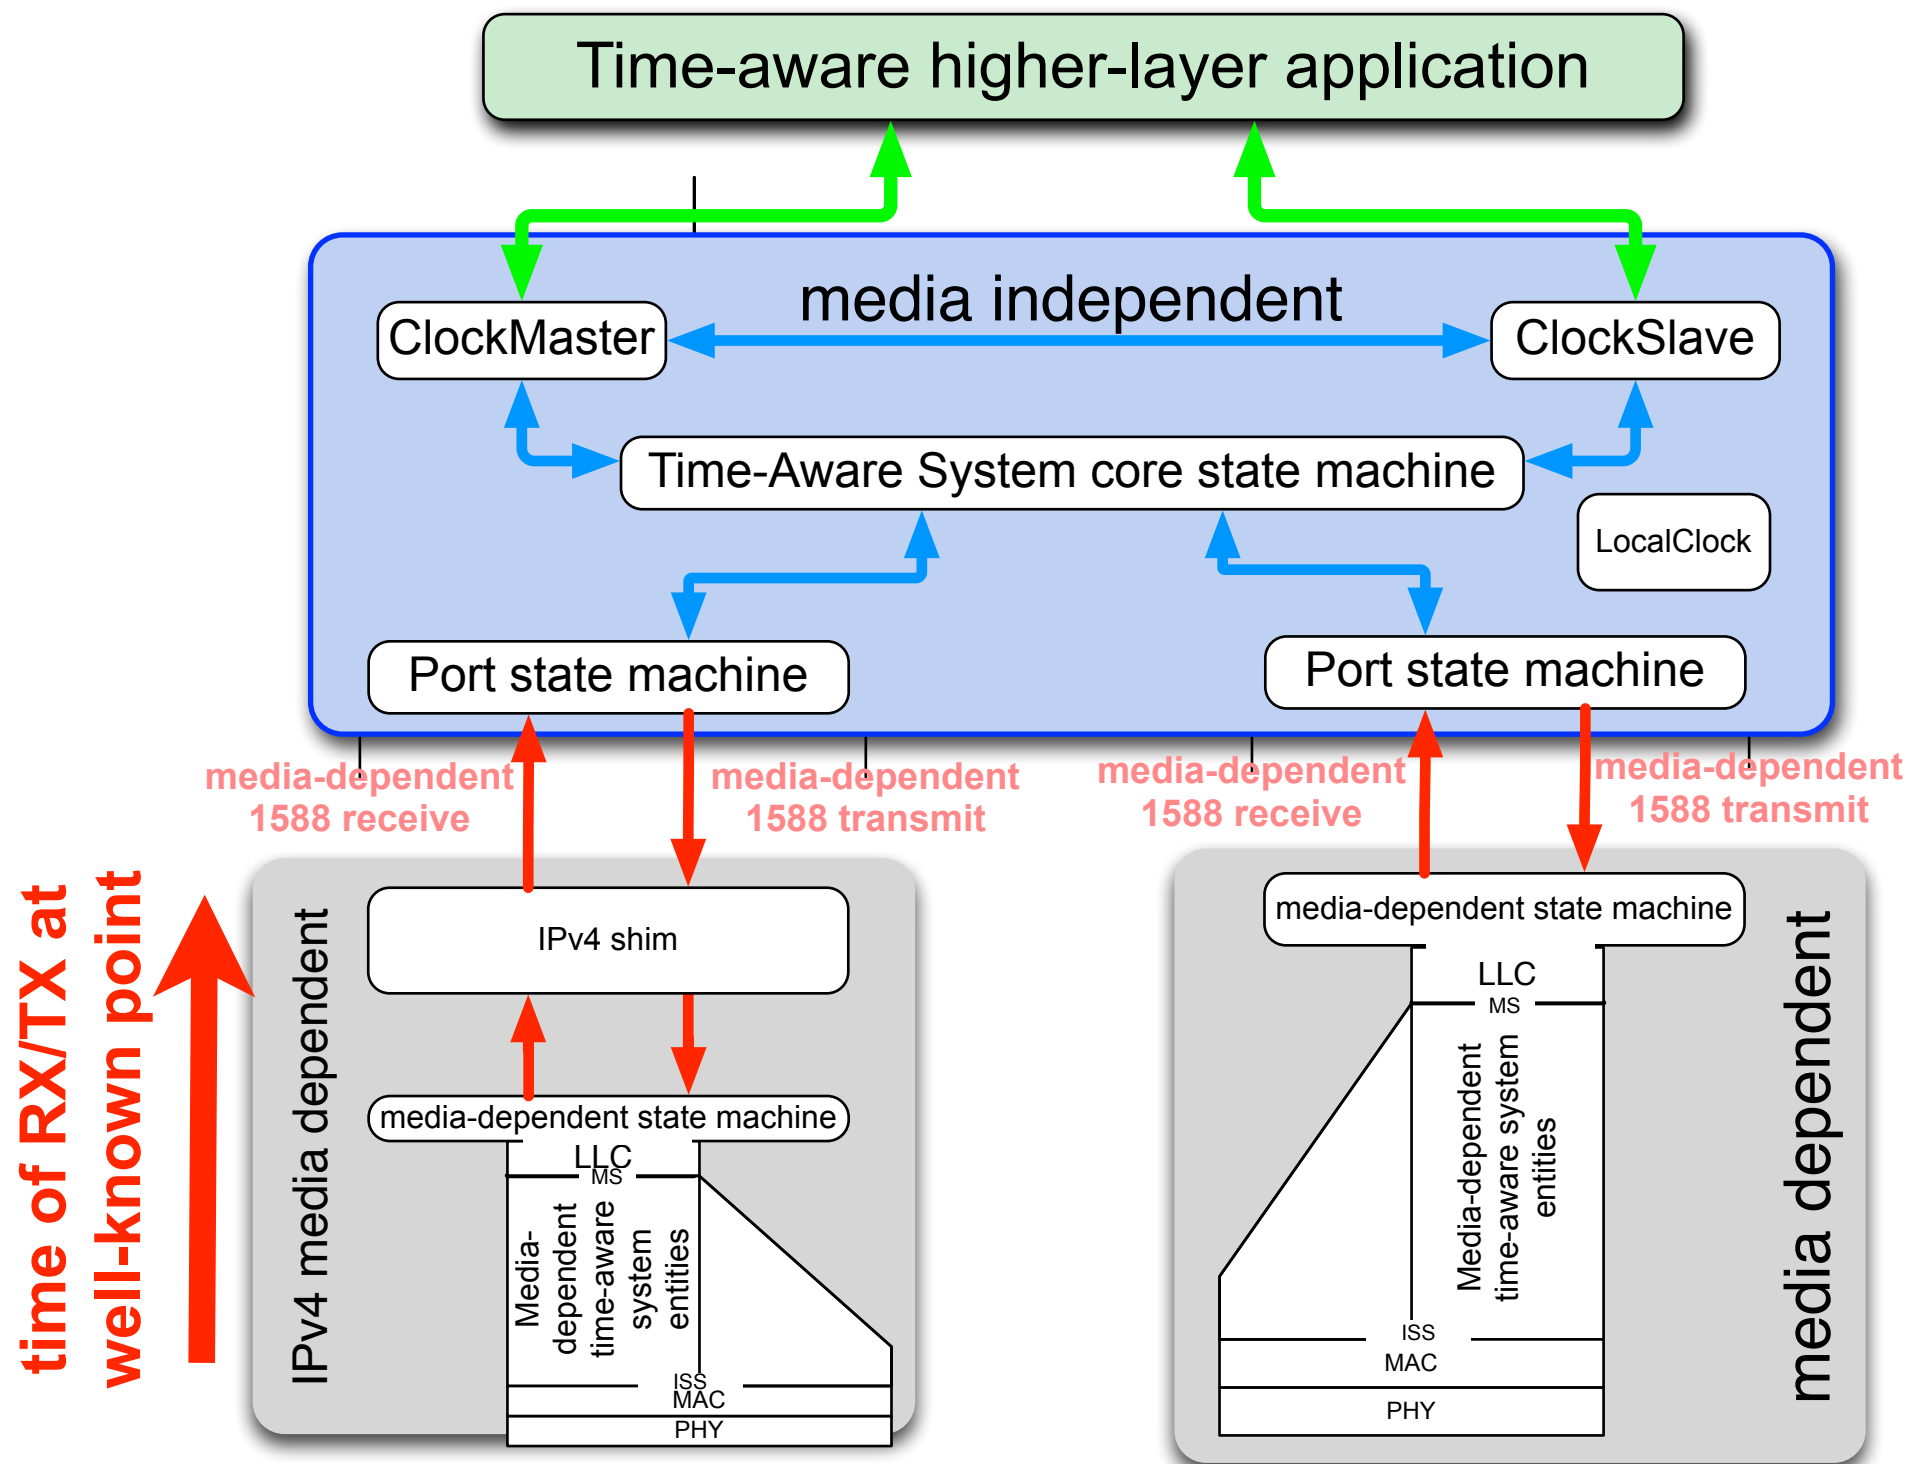 Time-aware higher-layer application
media independent
ClockMaster
ClockSlave
Time-Aware System core state machine
LocalClock
Port state machine
Port state machine
media-dependent
1588 receive
media-dependent
1588 transmit
media-dependent
1588 receive
media-dependent
1588 transmit
time of RX/TX at
well-known point
IPv4 media dependent
IPv4 shim
media-dependent state machine
LLC
MS
Media-
dependent
time-aware
system
entities
ISS
MAC
PHY
media-dependent state machine
LLC
MS
Media-dependent
time-aware system
entities
ISS
MAC
PHY
media dependent